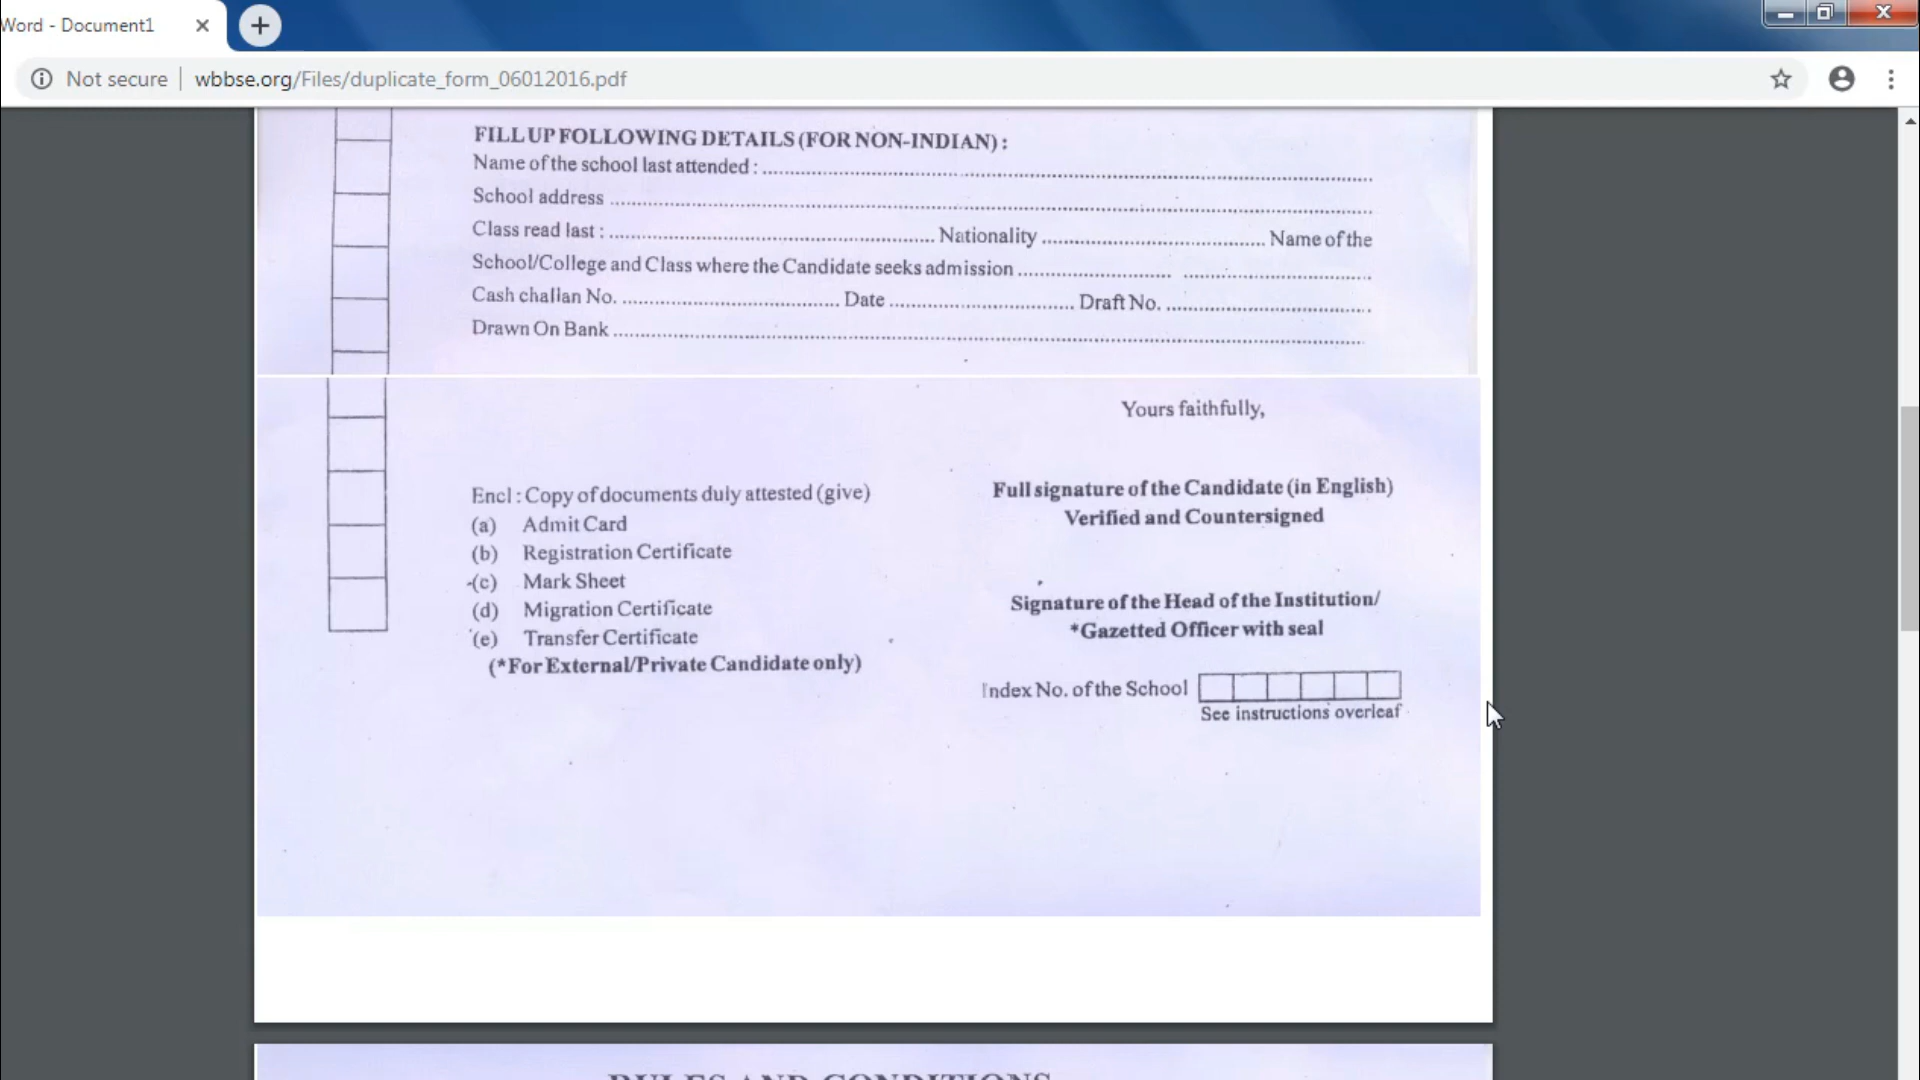 Word - Document1
Not secure | wbbse.org/Files/duplicate_form_06012016.pdf
FILL UP FOLLOWING DETAILS (FOR NON-INDIAN) :
Name of the school last attended : ....................
School address ....................
Class read last : .................... Nationality .................... Name of the
School/College and Class where the Candidate seeks admission ....................
Cash challan No. .................... Date .................... Draft No. ....................
Drawn On Bank ....................
Yours faithfully,
Encl : Copy of documents duly attested (give)
(a) Admit Card
(b) Registration Certificate
(c) Mark Sheet
(d) Migration Certificate
(e) Transfer Certificate
(*For External/Private Candidate only)
Full signature of the Candidate (in English)
Verified and Countersigned
Signature of the Head of the Institution/
*Gazetted Officer with seal
Index No. of the School
See instructions overleaf
RULES AND CONDITIONS